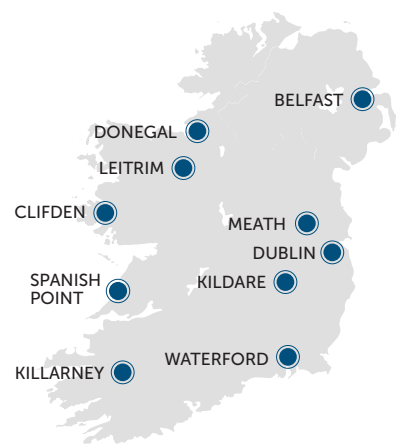 BELFAST
DONEGAL
LEITRIM
CLIFDEN
MEATH
DUBLIN
SPANISH
POINT
KILDARE
WATERFORD
KILLARNEY